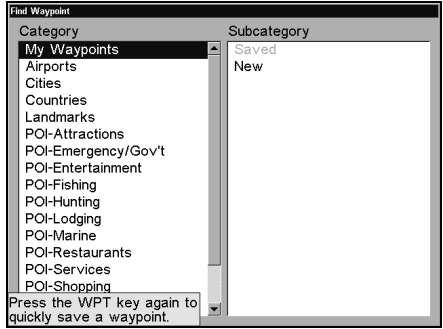 Find Waypoint
Category
Subcategory
My Waypoints
Airports
Cities
Countries
Landmarks
POI-Attractions
POI-Emergency/Gov't
POI-Entertainment
POI-Fishing
POI-Hunting
POI-Lodging
POI-Marine
POI-Restaurants
POI-Services
POI-Shopping
Saved
New
Press the WPT key again to
quickly save a waypoint.